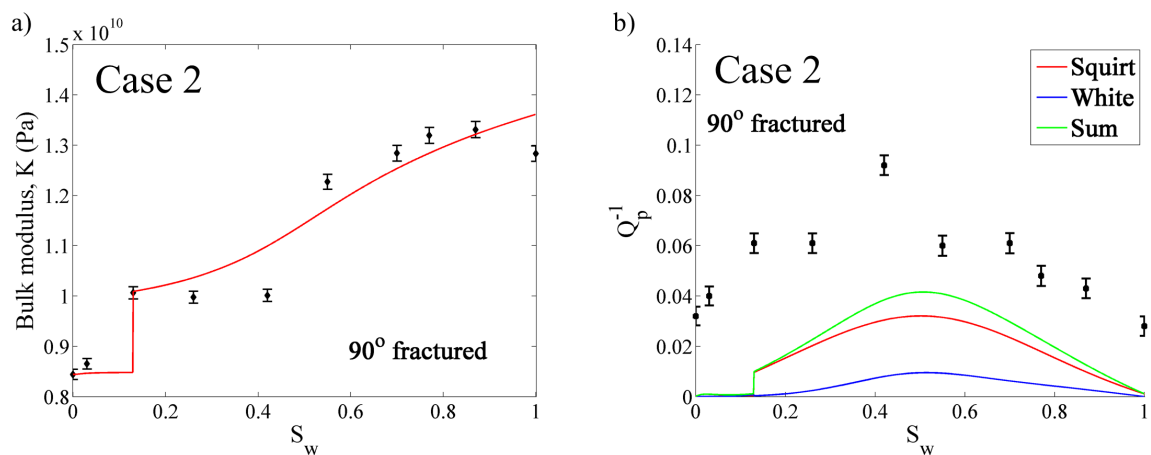 a)
x 10^10
1.5
1.4
1.3
1.2
1.1
1
0.9
0.8
Bulk modulus, K (Pa)
Case 2
90° fractured
0
0.2
0.4
0.6
0.8
1
S_w
b)
0.14
0.12
0.1
0.08
0.06
0.04
0.02
0
Q_p^-1
Case 2
90° fractured
Squirt
White
Sum
0.2
0.4
0.6
0.8
1
S_w